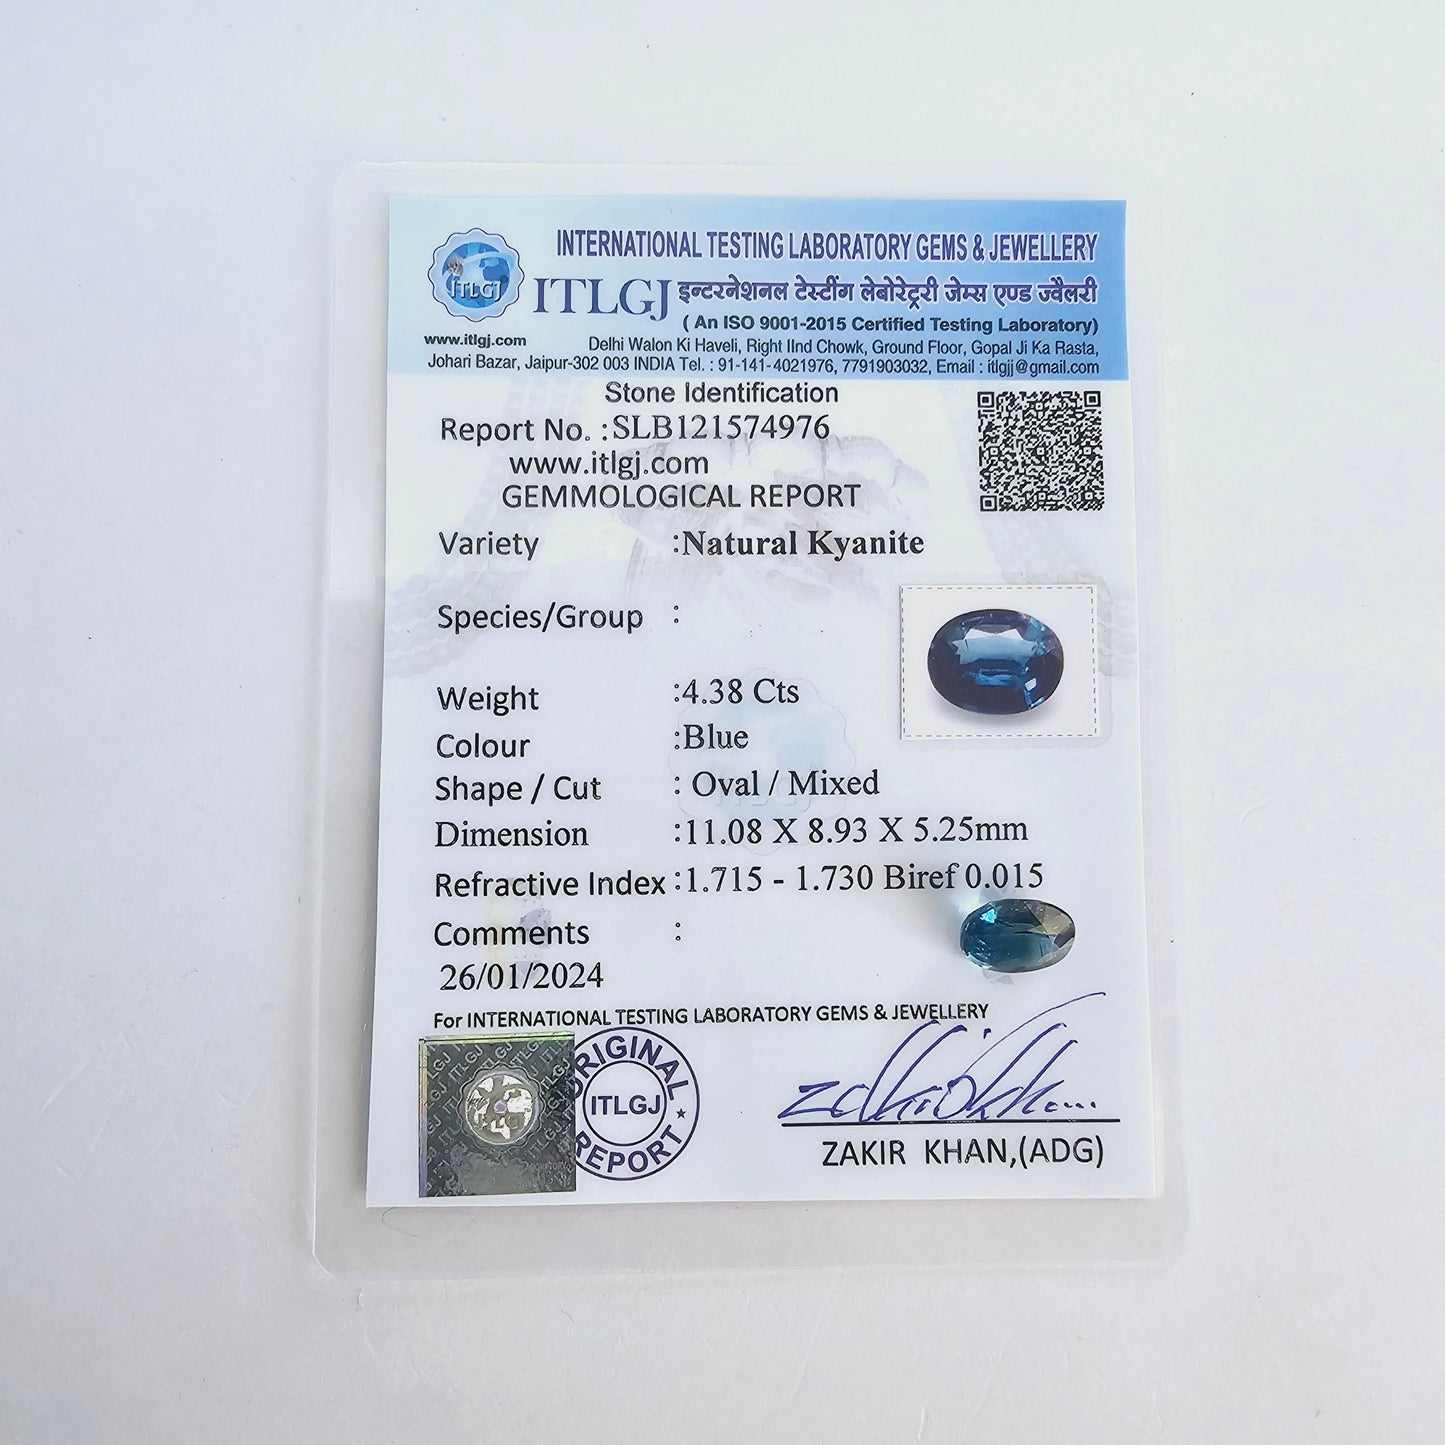 INTERNATIONAL TESTING LABORATORY GEMS & JEWELLERY
ITLGJ
ITLGJ इन्टरनेशनल टेस्टींग लेबोरेट्ररी जेम्स एण्ड ज्वैलरी
( An ISO 9001-2015 Certified Testing Laboratory)
www.itlgj.com Delhi Walon Ki Haveli, Right IInd Chowk, Ground Floor, Gopal Ji Ka Rasta,
Johari Bazar, Jaipur-302 003 INDIA Tel. : 91-141-4021976, 7791903032, Email : itlgjj@gmail.com
Stone Identification
Report No. :SLB121574976
www.itlgj.com
GEMMOLOGICAL REPORT
Variety :Natural Kyanite
Species/Group :
Weight :4.38 Cts
Colour :Blue
Shape / Cut : Oval / Mixed
Dimension :11.08 X 8.93 X 5.25mm
Refractive Index :1.715 - 1.730 Biref 0.015
Comments :
26/01/2024
For INTERNATIONAL TESTING LABORATORY GEMS & JEWELLERY
ORIGINAL
ITLGJ
REPORT
ZAKIR KHAN,(ADG)